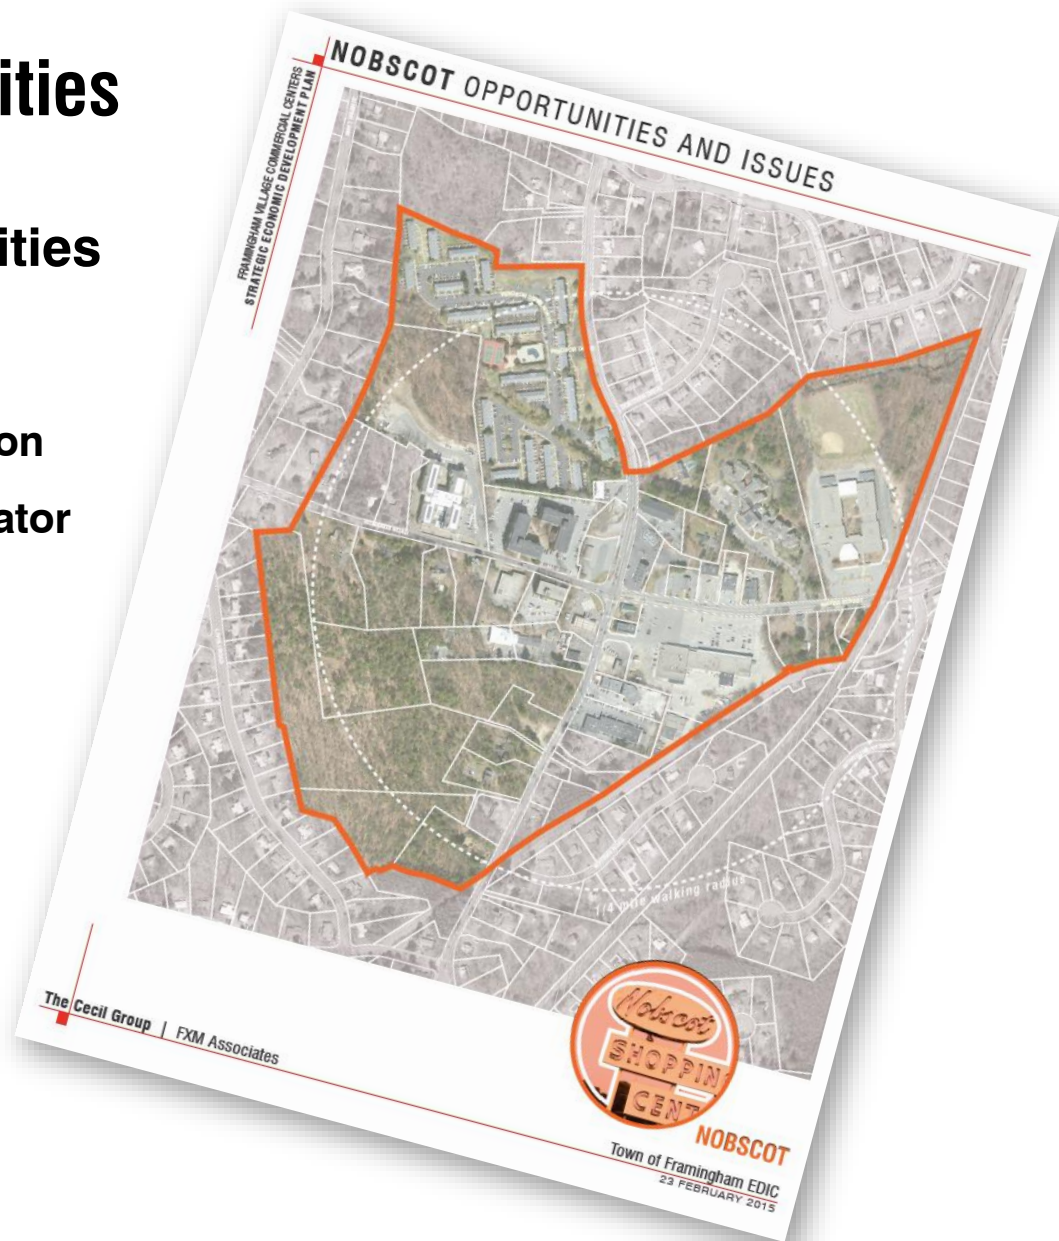 ities
ities
on
ator
NOBSCOT OPPORTUNITIES AND ISSUES
FRAMINGHAM VILLAGE COMMERCIAL CENTERS
STRATEGIC ECONOMIC DEVELOPMENT PLAN
1/4 mile walking radius
The Cecil Group | FXM Associates
Nobscot
SHOPPIN
CENT
NOBSCOT
Town of Framingham EDIC
23 FEBRUARY 2015